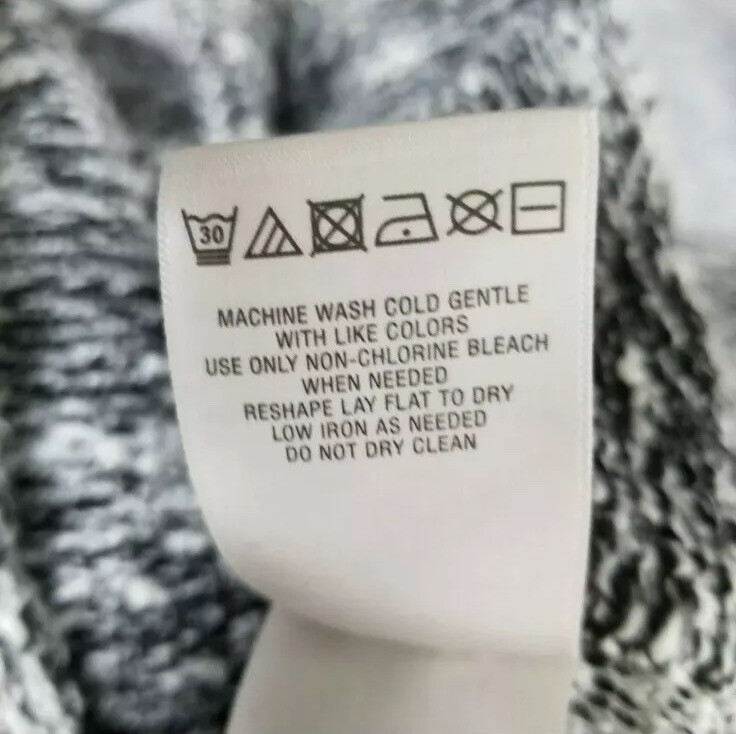 30
MACHINE WASH COLD GENTLE
WITH LIKE COLORS
USE ONLY NON-CHLORINE BLEACH
WHEN NEEDED
RESHAPE LAY FLAT TO DRY
LOW IRON AS NEEDED
DO NOT DRY CLEAN